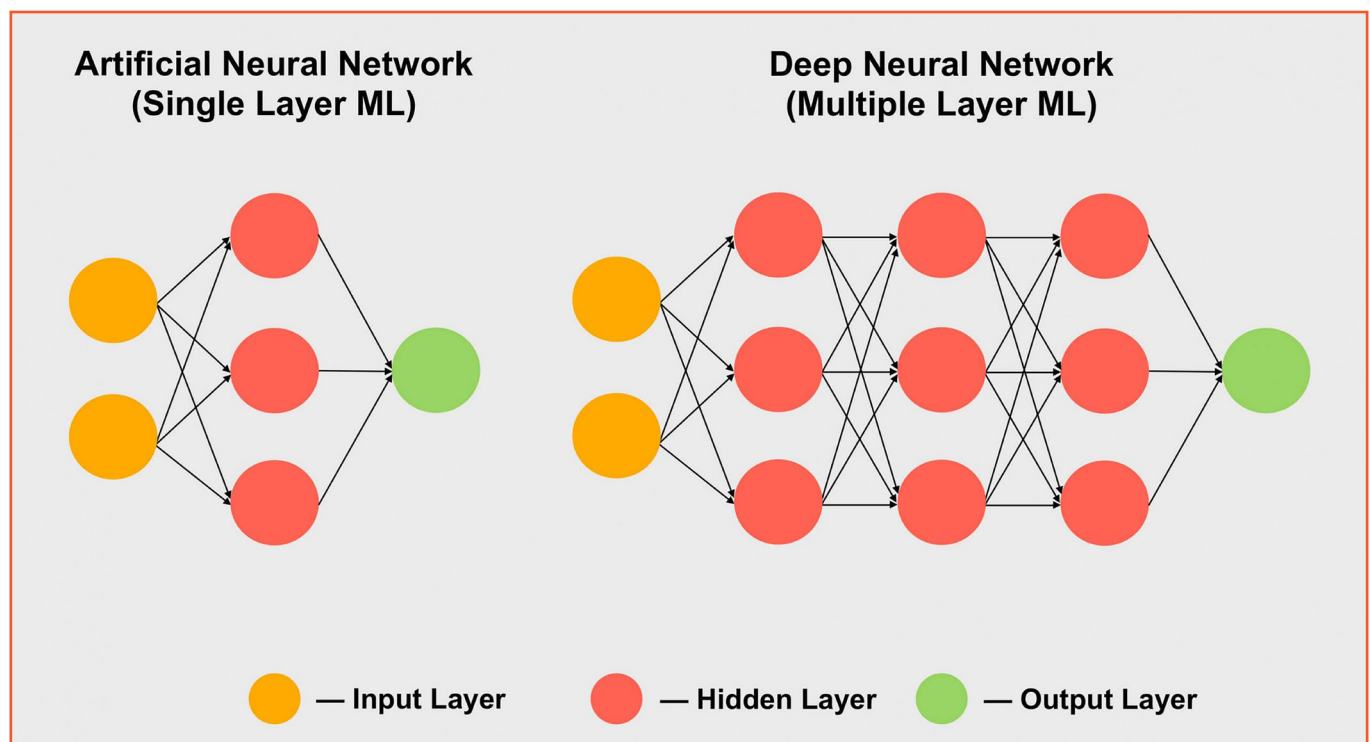 Artificial Neural Network
(Single Layer ML)
Deep Neural Network
(Multiple Layer ML)
— Input Layer
— Hidden Layer
— Output Layer